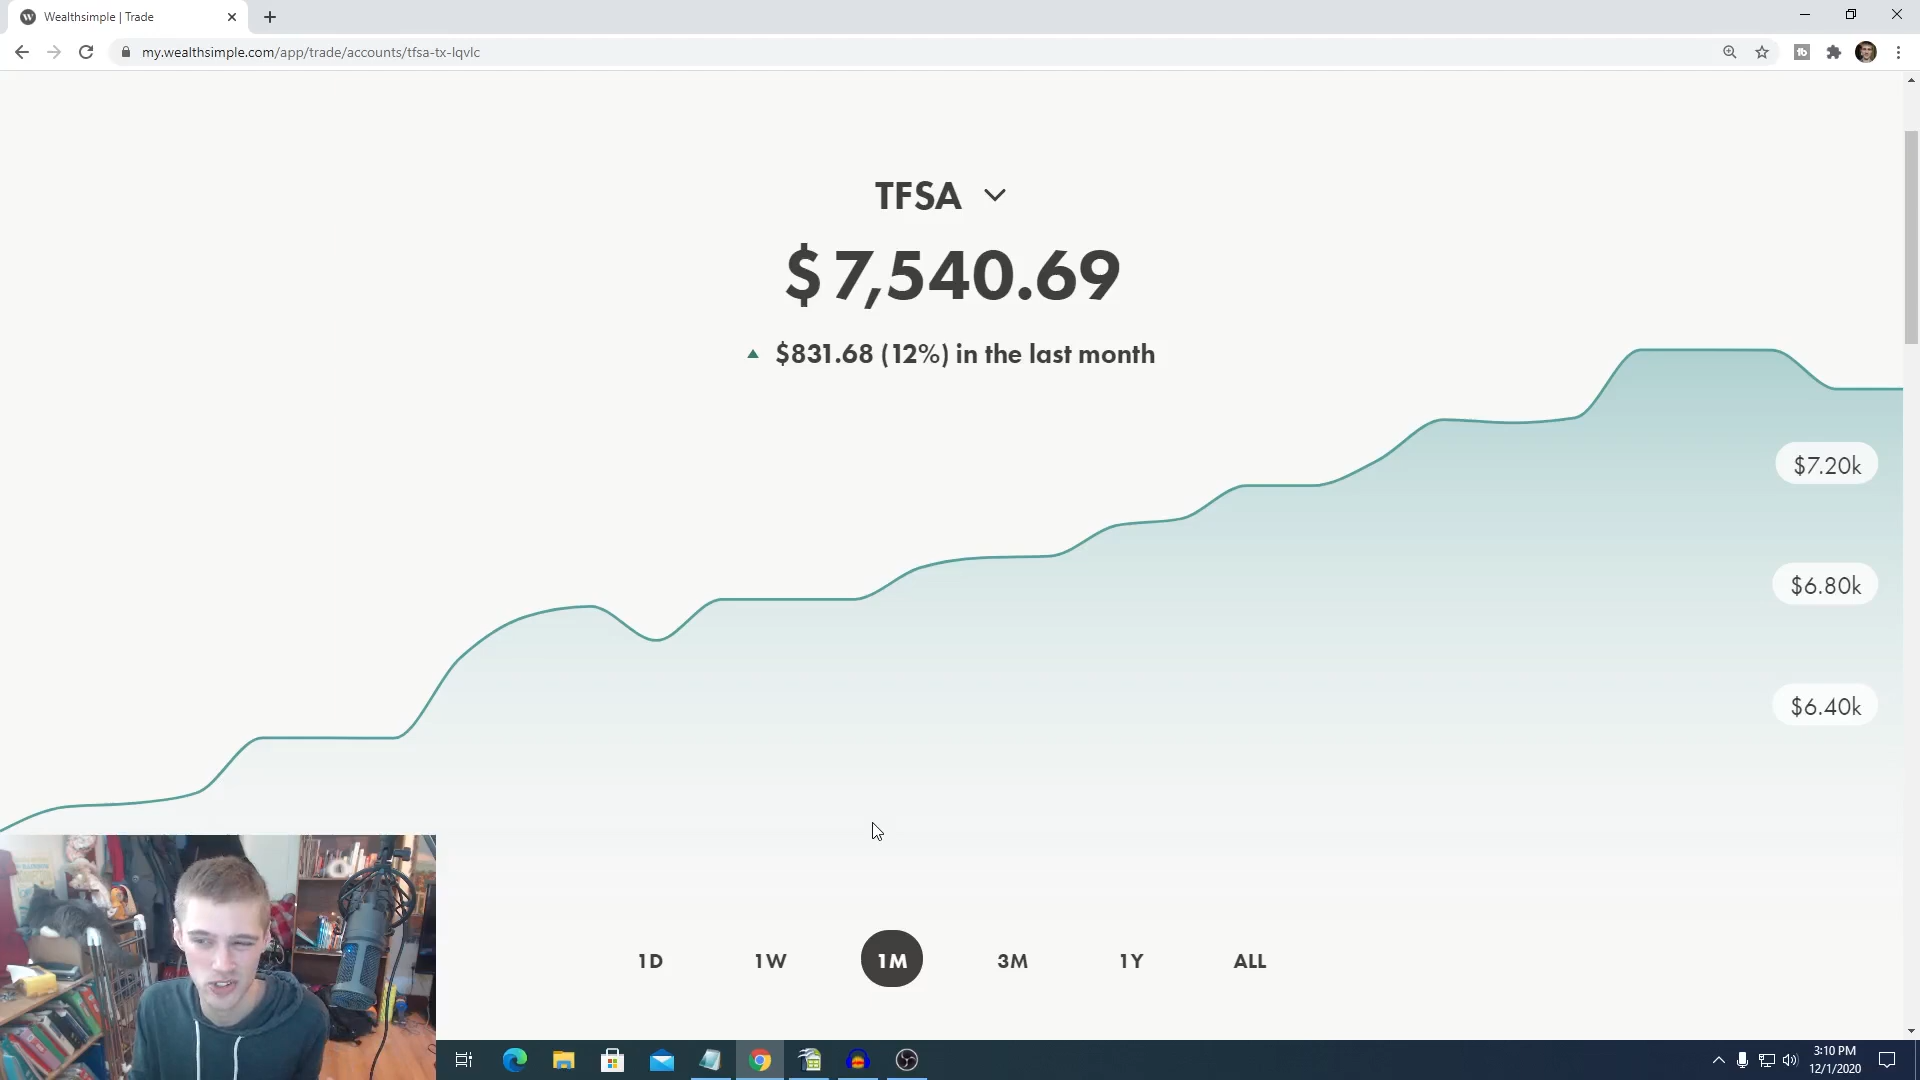 Wealthsimple | Trade
my.wealthsimple.com/app/trade/accounts/tfsa-tx-lqvlc
TFSA
$7,540.69
$831.68 (12%) in the last month
$7.20k
$6.80k
$6.40k
1D 1W 1M 3M 1Y ALL
3:10 PM
12/1/2020